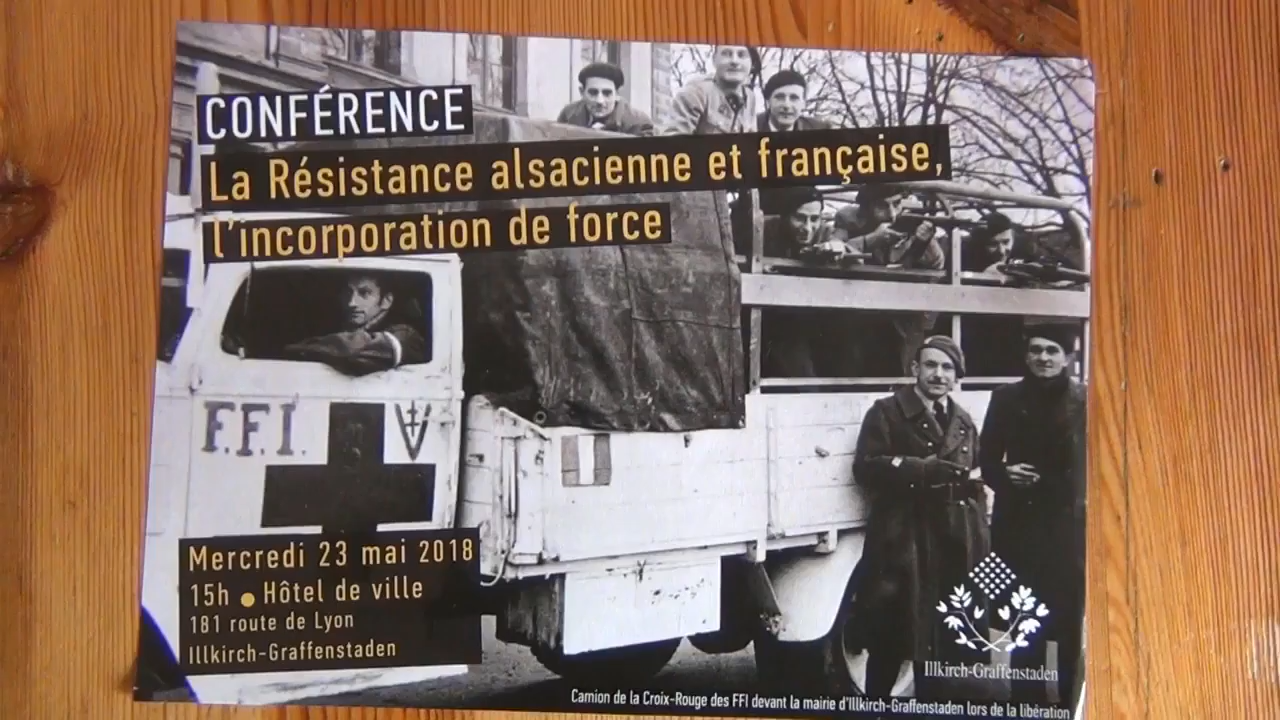 CONFÉRENCE
La Résistance alsacienne et française,
l'incorporation de force
F.F.I.
V
Mercredi 23 mai 2018
15h ● Hôtel de ville
181 route de Lyon
Illkirch-Graffenstaden
Illkirch-Graffenstaden
Camion de la Croix-Rouge des FFI devant la mairie d'Illkirch-Graffenstaden lors de la libération